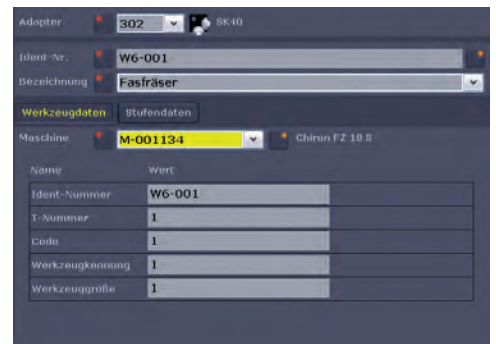 Adapter 302 SK40
Ident-Nr. W6-001
Bezeichnung Fasfräser
Werkzeugdaten Stufendaten
Maschine M-001134 Chiron FZ 18 S
Name Wert
Ident-Nummer W6-001
T-Nummer 1
Code 1
Werkzeugkennung 1
Werkzeuggröße 1